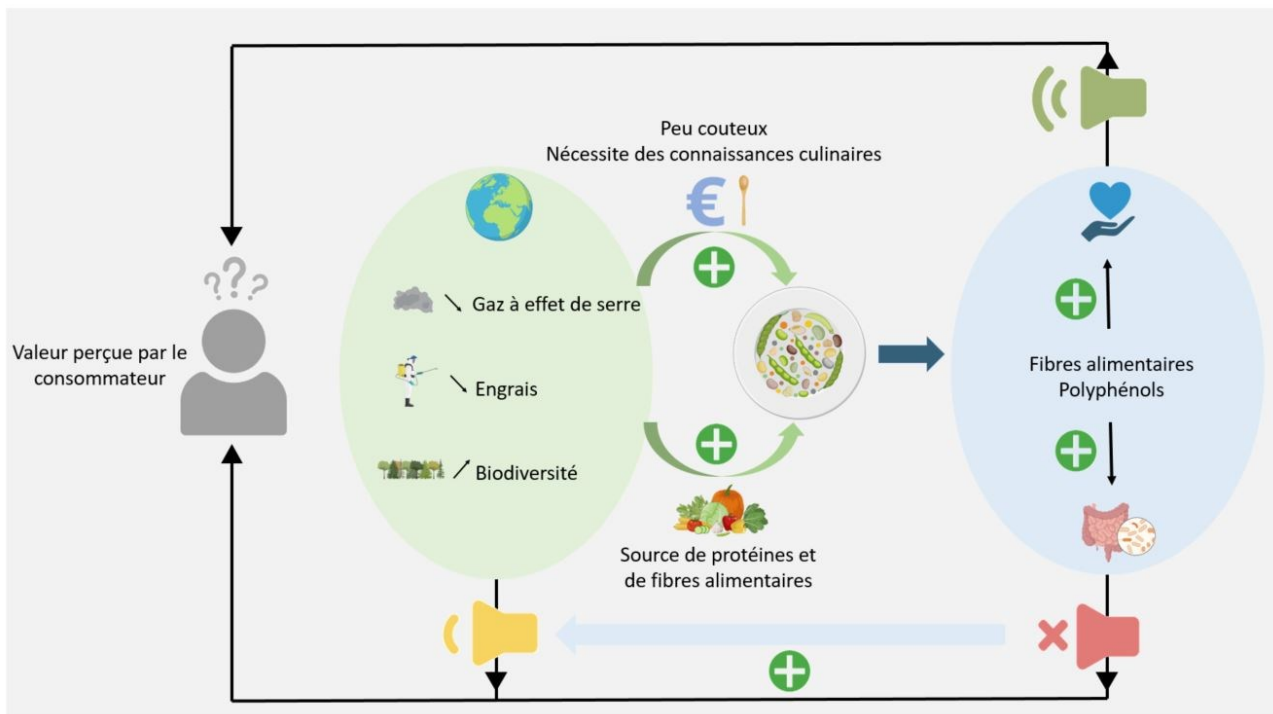 Peu couteux
Nécessite des connaissances culinaires
€
???
Gaz à effet de serre
Valeur perçue par le
consommateur
Engrais
Biodiversité
Fibres alimentaires
Polyphénols
Source de protéines et
de fibres alimentaires